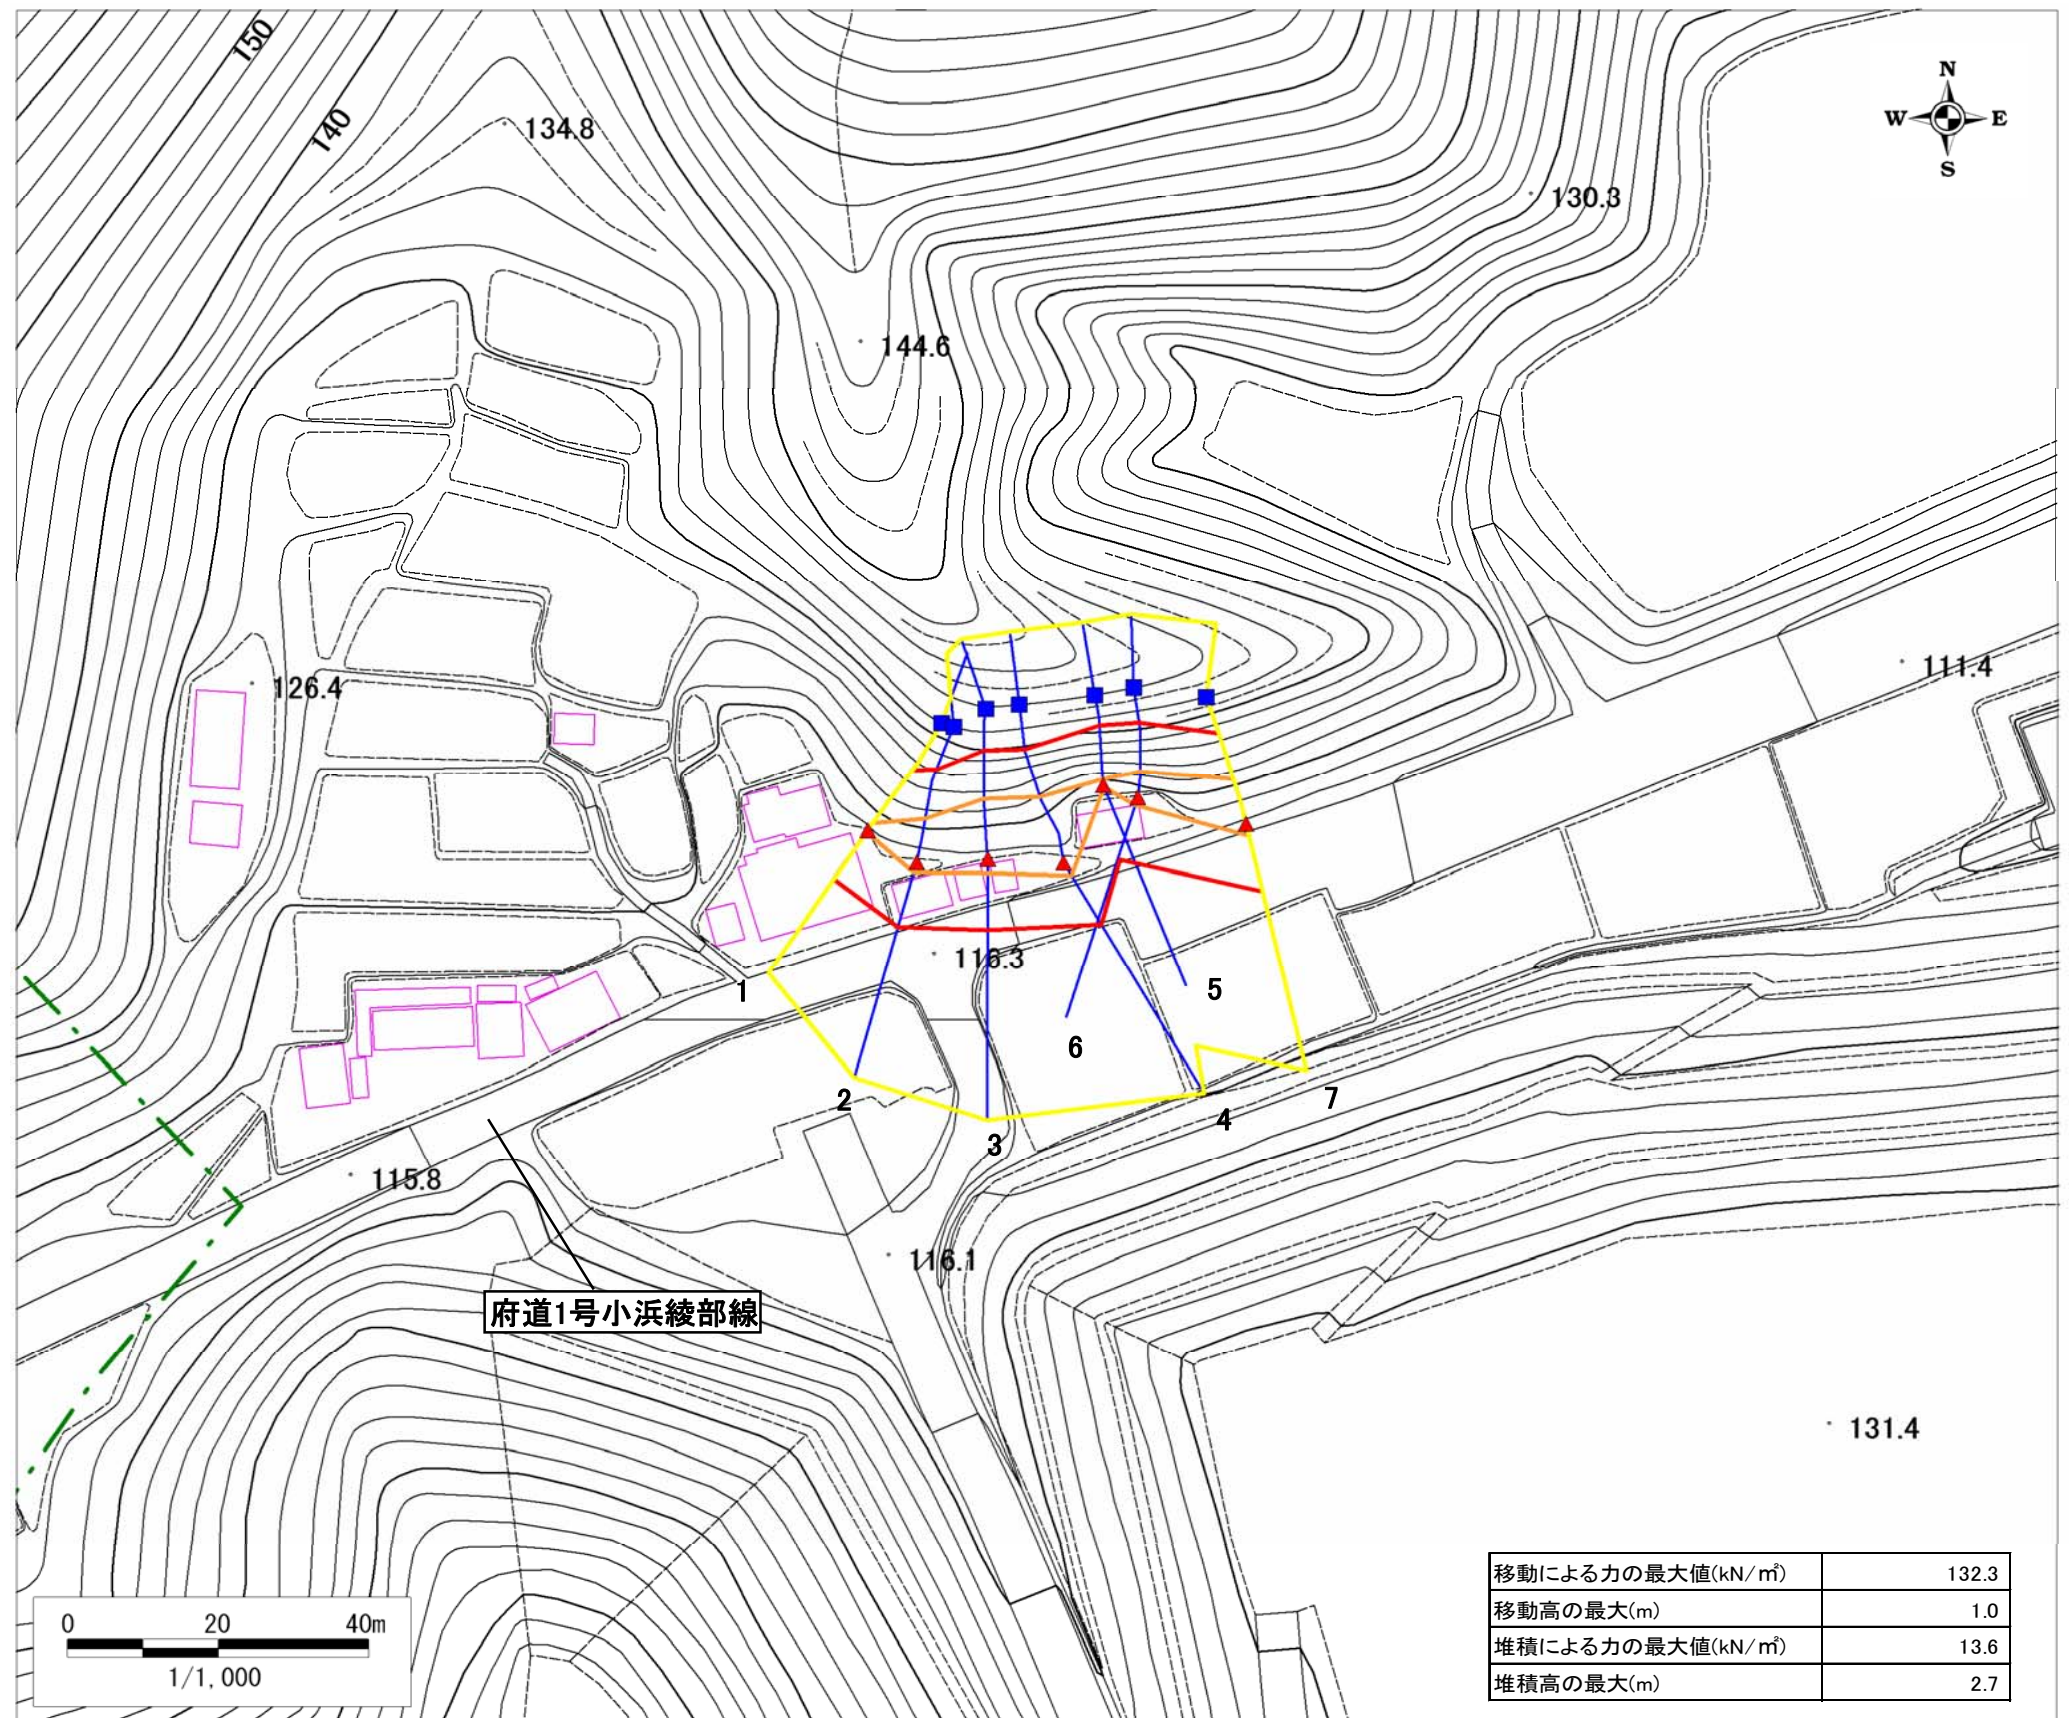 150
140
134.8
N
W E
S
130.3
144.6
126.4
111.4
116.3
1
5
6
2
3
4
7
115.8
116.1
府道1号小浜綾部線
131.4
0 20 40m
1/1,000
移動による力の最大値(kN/㎡) 132.3
移動高の最大(m) 1.0
堆積による力の最大値(kN/㎡) 13.6
堆積高の最大(m) 2.7